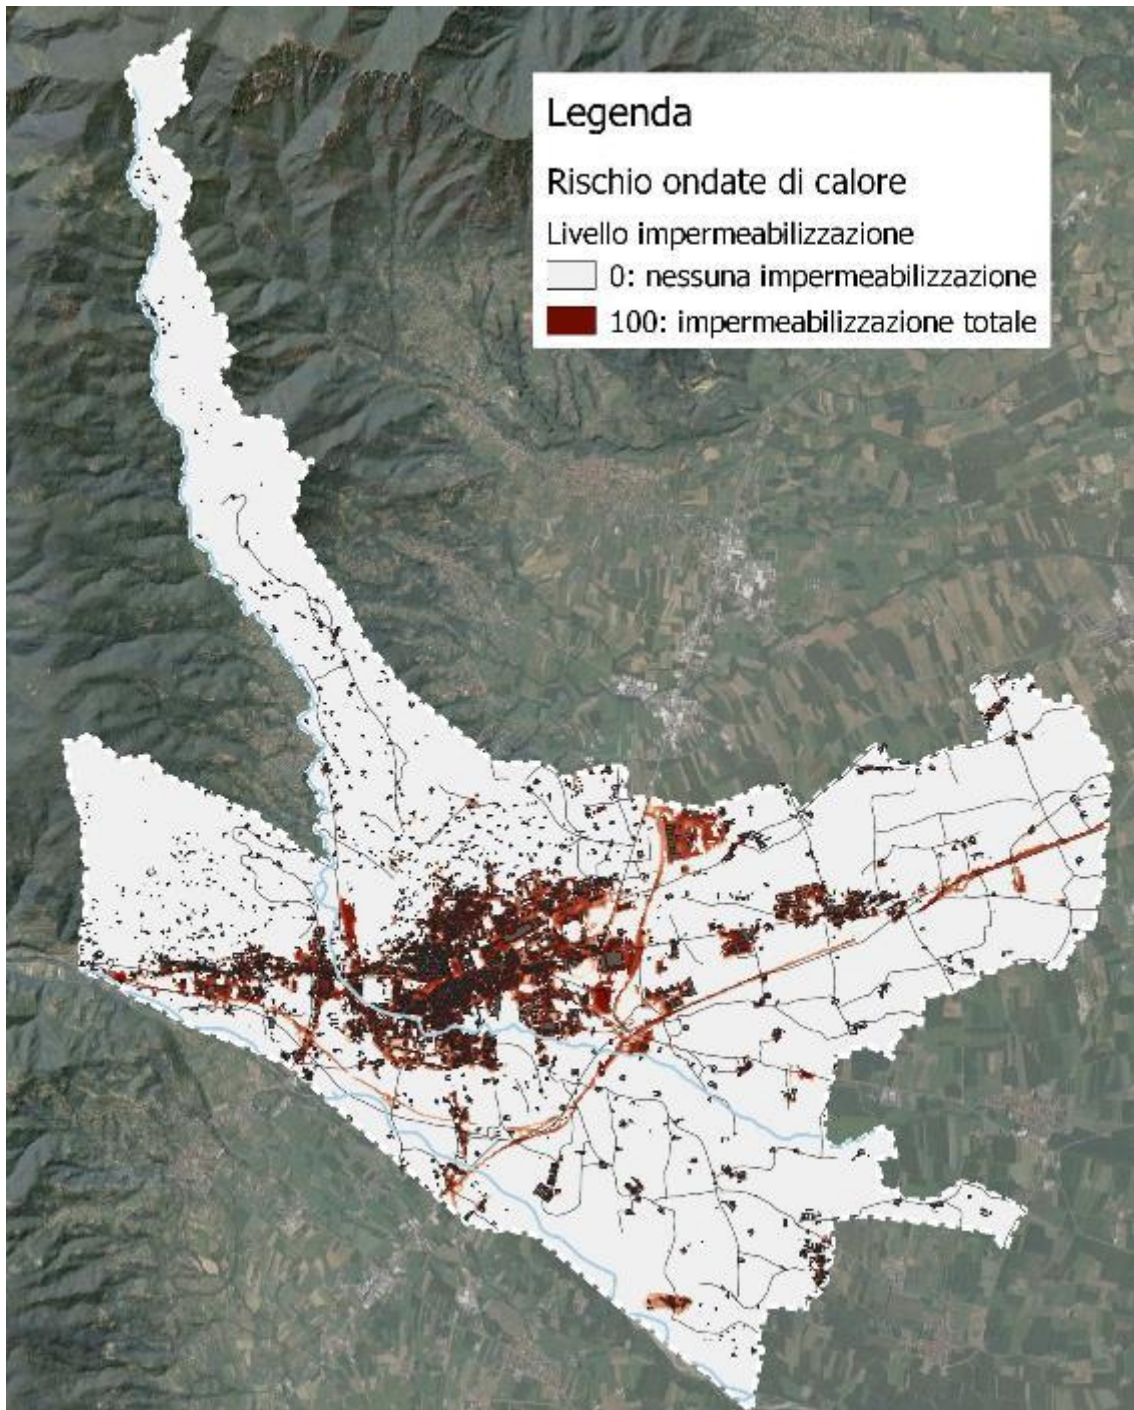 Legenda
Rischio ondate di calore
Livello impermeabilizzazione
0: nessuna impermeabilizzazione
100: impermeabilizzazione totale